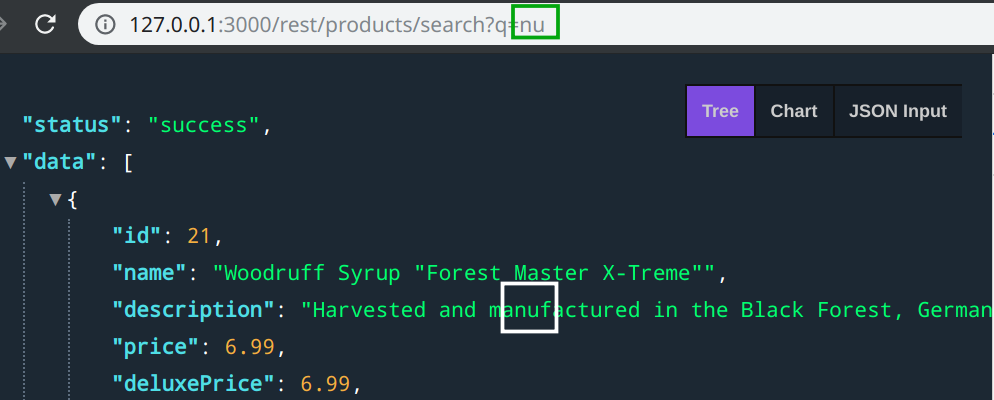 127.0.0.1:3000/rest/products/search?q=nu
Tree Chart JSON Input
"status": "success",
"data": [
{
"id": 21,
"name": "Woodruff Syrup "Forest Master X-Treme"",
"description": "Harvested and manufactured in the Black Forest, German
"price": 6.99,
"deluxePrice": 6.99,